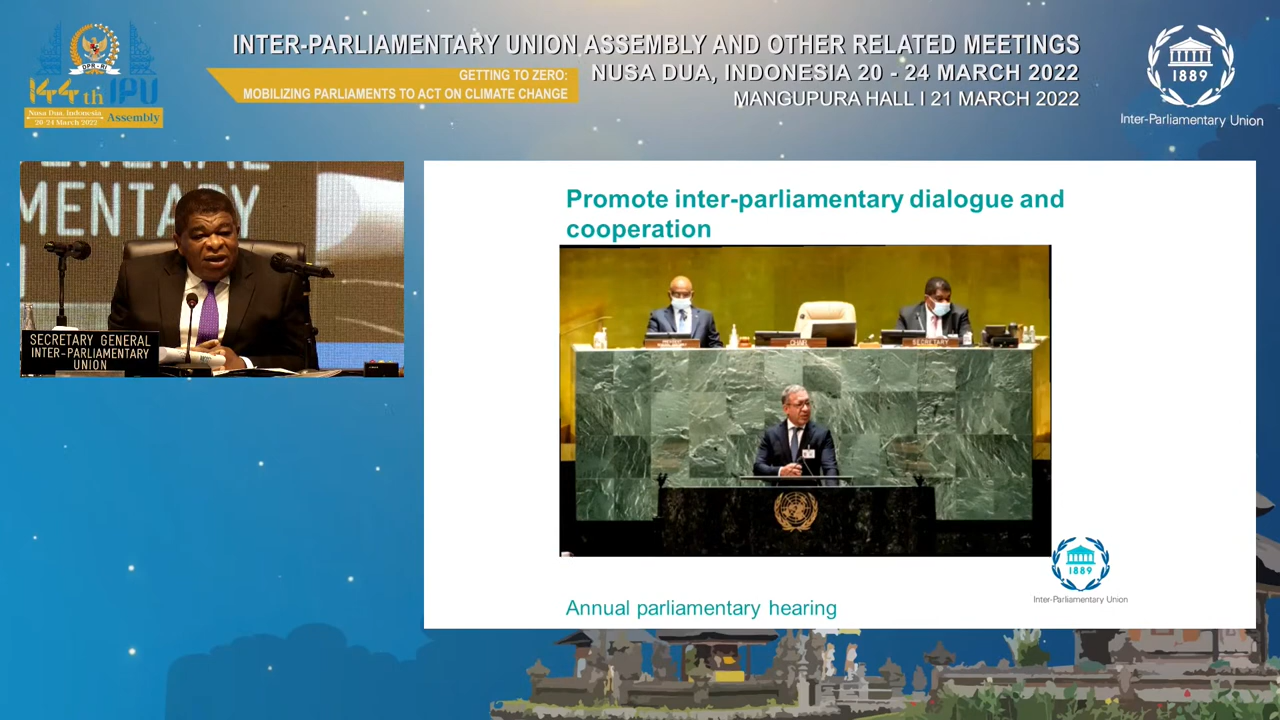 DPR - RI
144th IPU
Nusa Dua, Indonesia
20-24 March 2022
Assembly
INTER-PARLIAMENTARY UNION ASSEMBLY AND OTHER RELATED MEETINGS
GETTING TO ZERO:
MOBILIZING PARLIAMENTS TO ACT ON CLIMATE CHANGE
NUSA DUA, INDONESIA 20 - 24 MARCH 2022
MANGUPURA HALL I 21 MARCH 2022
1889
Inter-Parliamentary Union
MENTARY
SECRETARY GENERAL
INTER-PARLIAMENTARY
UNION
Promote inter-parliamentary dialogue and
cooperation
PRESIDENT
CHAIR
SECRETARY
1889
Inter-Parliamentary Union
Annual parliamentary hearing